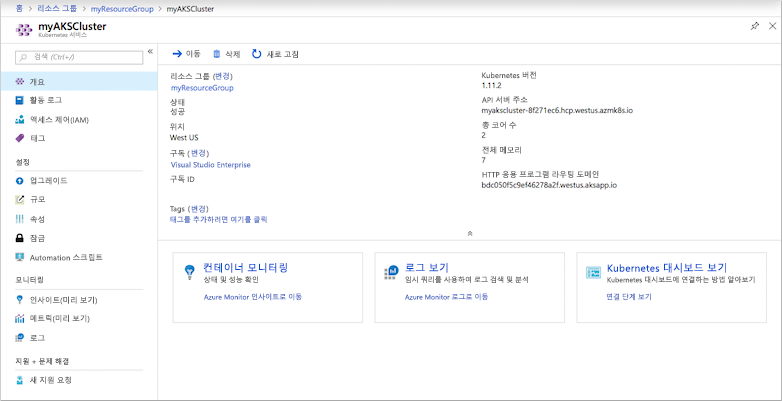 홈 > 리소스 그룹 > myResourceGroup > myAKSCluster
myAKSCluster
Kubernetes 서비스
검색 (Ctrl+/)
«
개요
활동 로그
액세스 제어(IAM)
태그
설정
업그레이드
규모
속성
잠금
Automation 스크립트
모니터링
인사이트(미리 보기)
메트릭(미리 보기)
로그
지원 + 문제 해결
새 지원 요청
이동 삭제 새로 고침
리소스 그룹 (변경)
myResourceGroup
상태
성공
위치
West US
구독 (변경)
Visual Studio Enterprise
구독 ID
Tags (변경)
태그를 추가하려면 여기를 클릭
Kubernetes 버전
1.11.2
API 서버 주소
myakscluster-8f271ec6.hcp.westus.azmk8s.io
총 코어 수
2
전체 메모리
7
HTTP 응용 프로그램 라우팅 도메인
bdc050f5c9ef46278a2f.westus.aksapp.io
컨테이너 모니터링
상태 및 성능 확인
Azure Monitor 인사이트로 이동
로그 보기
임시 쿼리를 사용하여 로그 검색 및 분석
Azure Monitor 로그로 이동
Kubernetes 대시보드 보기
Kubernetes 대시보드에 연결하는 방법 알아보기
연결 단계 보기